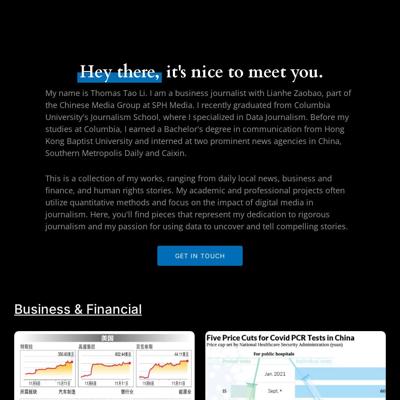 Hey there, it's nice to meet you.
My name is Thomas Tao Li. I am a business journalist with Lianhe Zaobao, part of
the Chinese Media Group at SPH Media. I recently graduated from Columbia
University's Journalism School, where I specialized in Data Journalism. Before my
studies at Columbia, I earned a Bachelor's degree in communication from Hong
Kong Baptist University and interned at two prominent news agencies in China,
Southern Metropolis Daily and Caixin.
This is a collection of my works, ranging from daily local news, business and
finance, and human rights stories. My academic and professional projects often
utilize quantitative methods and focus on the impact of digital media in
journalism. Here, you'll find pieces that represent my dedication to rigorous
journalism and my passion for using data to uncover and tell compelling stories.
GET IN TOUCH
Business & Financial
美国
Five Price Cuts for Covid PCR Tests in China
Price cap set by National Healthcare Security Administration (yuan)
For public hospitals
Jan. 2021
Sept.